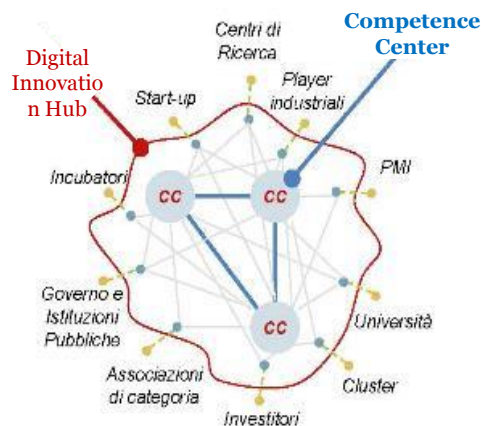 Competence
Center
Centri di
Ricerca
Digital
Innovatio
n Hub
Player
industriali
Start-up
PMI
Incubatori
cc
cc
Governo e
Istituzioni
Pubbliche
Università
cc
Associazioni
di categoria
Cluster
Investitori